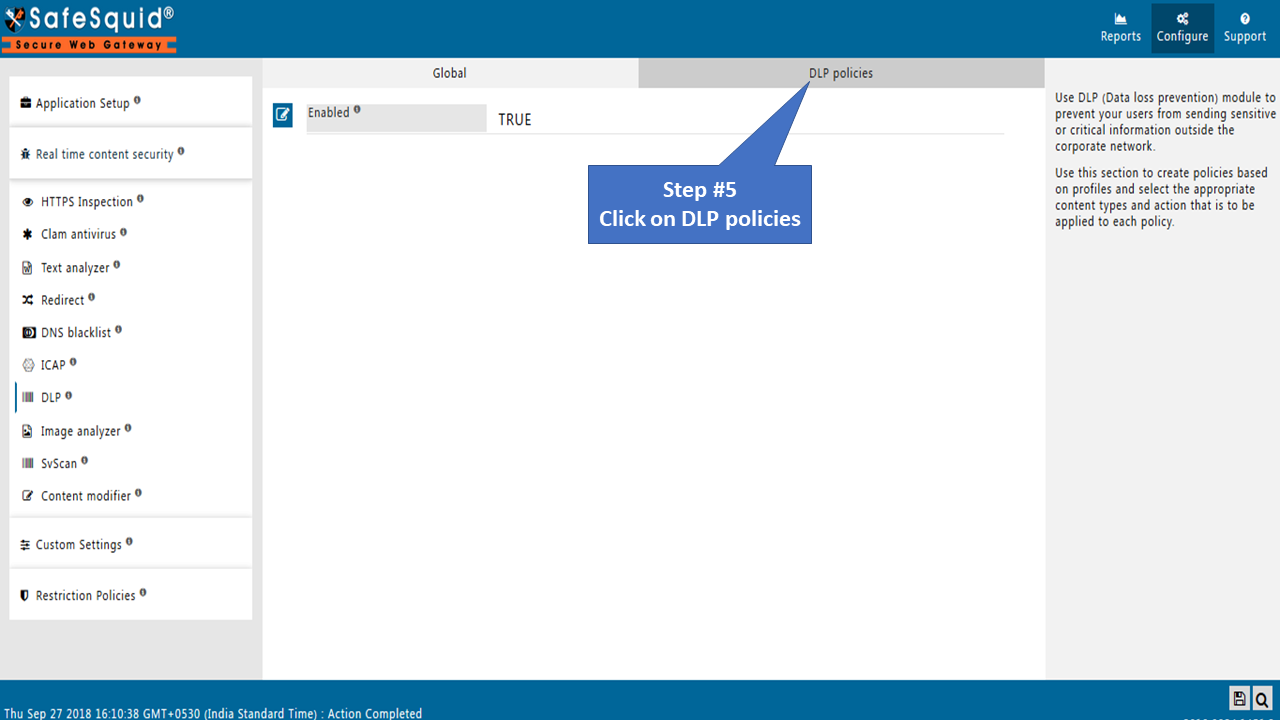 SafeSquid®
Secure Web Gateway
Reports
Configure
Support
Application Setup
Real time content security
HTTPS Inspection
Clam antivirus
Text analyzer
Redirect
DNS blacklist
ICAP
DLP
Image analyzer
SvScan
Content modifier
Custom Settings
Restriction Policies
Global
DLP policies
Enabled
TRUE
Step #5
Click on DLP policies
Use DLP (Data loss prevention) module to
prevent your users from sending sensitive
or critical information outside the
corporate network.
Use this section to create policies based
on profiles and select the appropriate
content types and action that is to be
applied to each policy.
Thu Sep 27 2018 16:10:38 GMT+0530 (India Standard Time) : Action Completed